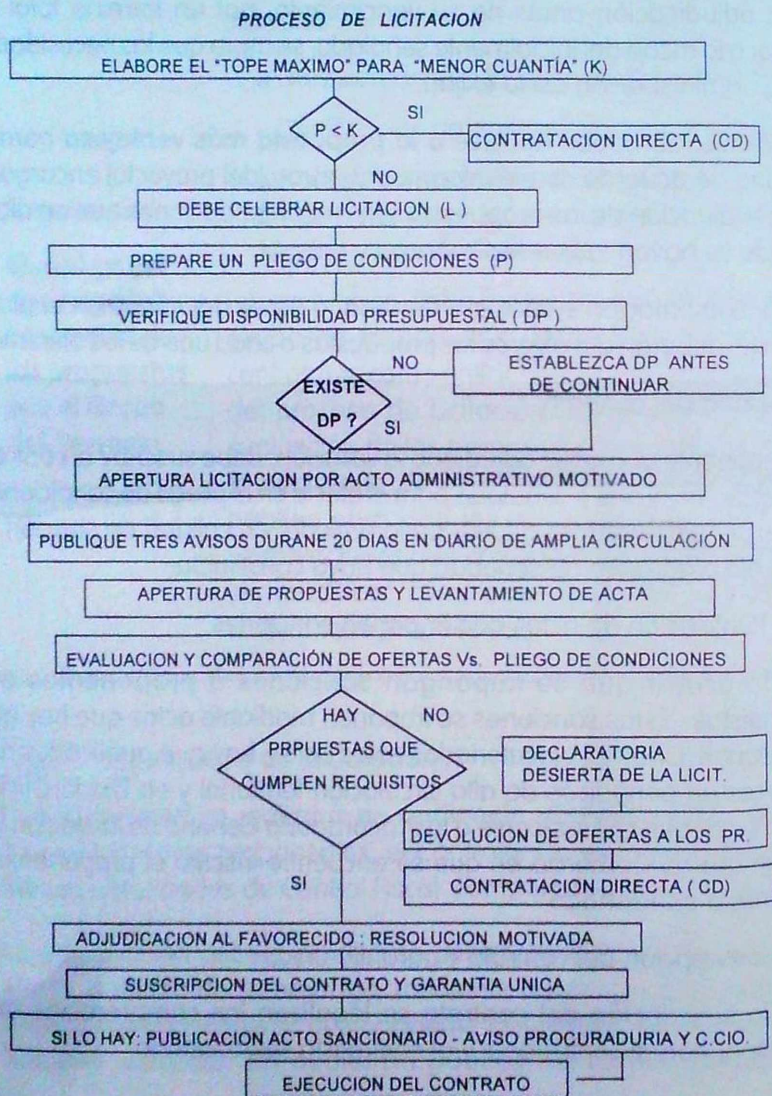 PROCESO DE LICITACION
ELABORE EL "TOPE MAXIMO" PARA "MENOR CUANTÍA" (K)
P < K
SI
CONTRATACION DIRECTA (CD)
NO
DEBE CELEBRAR LICITACION (L )
PREPARE UN PLIEGO DE CONDICIONES (P)
VERIFIQUE DISPONIBILIDAD PRESUPUESTAL ( DP )
EXISTE
DP ?
NO
ESTABLEZCA DP ANTES
DE CONTINUAR
SI
APERTURA LICITACION POR ACTO ADMINISTRATIVO MOTIVADO
PUBLIQUE TRES AVISOS DURANE 20 DIAS EN DIARIO DE AMPLIA CIRCULACIÓN
APERTURA DE PROPUESTAS Y LEVANTAMIENTO DE ACTA
EVALUACION Y COMPARACIÓN DE OFERTAS Vs. PLIEGO DE CONDICIONES
HAY
PRPUESTAS QUE
CUMPLEN REQUISITOS
NO
DECLARATORIA
DESIERTA DE LA LICIT.
DEVOLUCION DE OFERTAS A LOS PR.
CONTRATACION DIRECTA ( CD)
SI
ADJUDICACION AL FAVORECIDO : RESOLUCION MOTIVADA
SUSCRIPCION DEL CONTRATO Y GARANTIA UNICA
SI LO HAY: PUBLICACION ACTO SANCIONARIO - AVISO PROCURADURIA Y C.CIO.
EJECUCION DEL CONTRATO